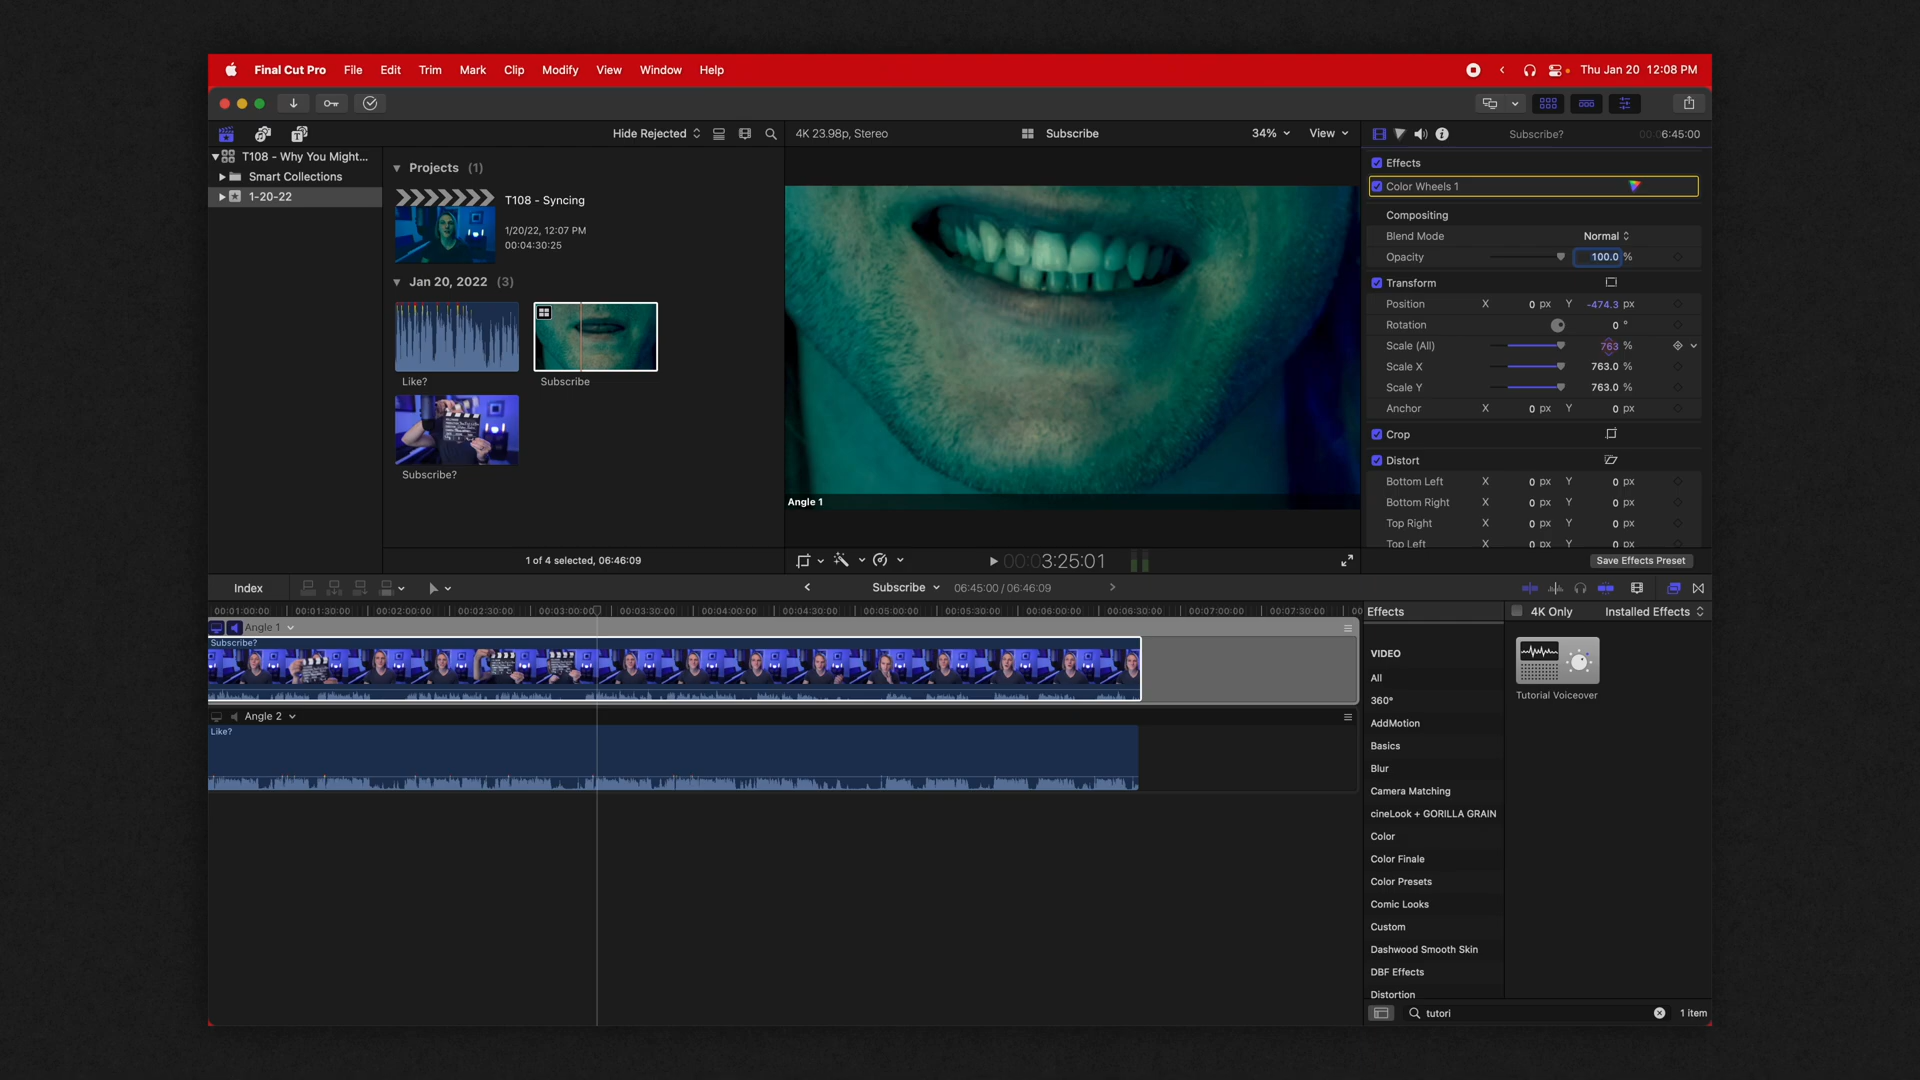 Final Cut Pro File Edit Trim Mark Clip Modify View Window Help Thu Jan 20 12:08 PM
Hide Rejected 4K 23.98p, Stereo Subscribe 34% View Subscribe? 00:06:45:00
T108 - Why You Might...
Smart Collections
1-20-22
Projects (1)
T108 - Syncing
1/20/22, 12:07 PM
00:04:30:25
Jan 20, 2022 (3)
Like?
Subscribe
Subscribe?
1 of 4 selected, 06:46:09
Angle 1
00:03:25:01
Effects
Color Wheels 1
Compositing
Blend Mode Normal
Opacity 100.0 %
Transform
Position X 0 px Y -474.3 px
Rotation 0 °
Scale (All) 763 %
Scale X 763.0 %
Scale Y 763.0 %
Anchor X 0 px Y 0 px
Crop
Distort
Bottom Left X 0 px Y 0 px
Bottom Right X 0 px Y 0 px
Top Right X 0 px Y 0 px
Top Left X 0 px Y 0 px
Save Effects Preset
Index Subscribe 06:45:00 / 06:46:09
00:01:00:00 00:01:30:00 00:02:00:00 00:02:30:00 00:03:00:00 00:03:30:00 00:04:00:00 00:04:30:00 00:05:00:00 00:05:30:00 00:06:00:00 00:06:30:00 00:07:00:00 00:07:30:00 00
Angle 1
Subscribe?
Angle 2
Like?
Effects 4K Only Installed Effects
VIDEO
All
360°
AddMotion
Basics
Blur
Camera Matching
cineLook + GORILLA GRAIN
Color
Color Finale
Color Presets
Comic Looks
Custom
Dashwood Smooth Skin
DBF Effects
Distortion
Tutorial Voiceover
tutori 1 item